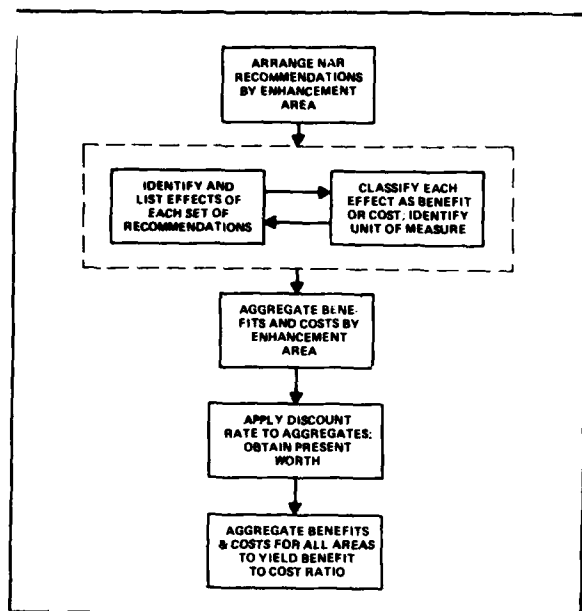 ARRANGE NAR
RECOMMENDATIONS
BY ENHANCEMENT
AREA
IDENTIFY AND
LIST EFFECTS OF
EACH SET OF
RECOMMENDATIONS
CLASSIFY EACH
EFFECT AS BENEFIT
OR COST; IDENTIFY
UNIT OF MEASURE
AGGREGATE BENE-
FITS AND COSTS BY
ENHANCEMENT
AREA
APPLY DISCOUNT
RATE TO AGGREGATES;
OBTAIN PRESENT
WORTH
AGGREGATE BENEFITS
& COSTS FOR ALL AREAS
TO YIELD BENEFIT
TO COST RATIO